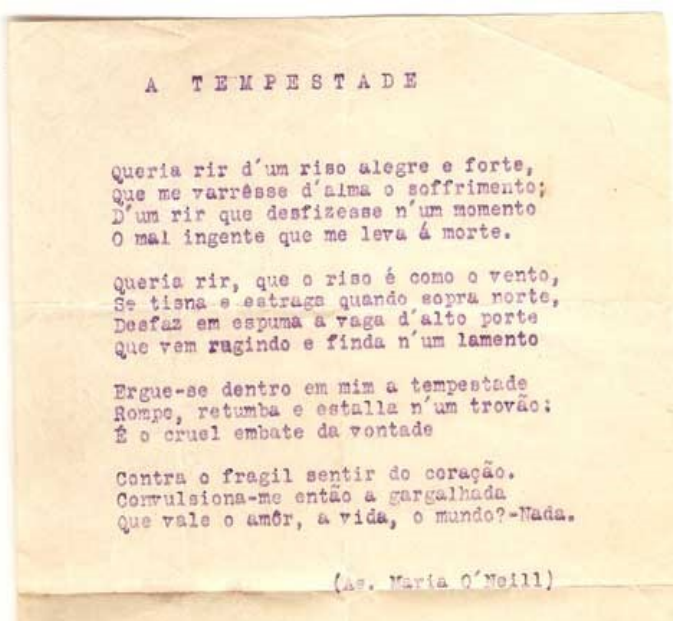 A TEMPESTADE
Queria rir d´um riso alegre e forte,
Que me varrêsse d´alma o soffrimento;
D´um rir que desfizesse n´um momento
O mal ingente que me leva á morte.
Queria rir, que o riso é como o vento,
Se tisna e estraga quando sopra norte,
Desfaz em espuma a vaga d´alto porte
Que vem rugindo e finda n´um lamento
Ergue-se dentro em mim a tempestade
Rompe, retumba e estalla n´um trovão:
É o cruel embate da vontade
Contra o fragil sentir do coração.
Convulsiona-me então a gargalhada
Que vale o amôr, a vida, o mundo?-Nada.
(As. Maria O´Neill)